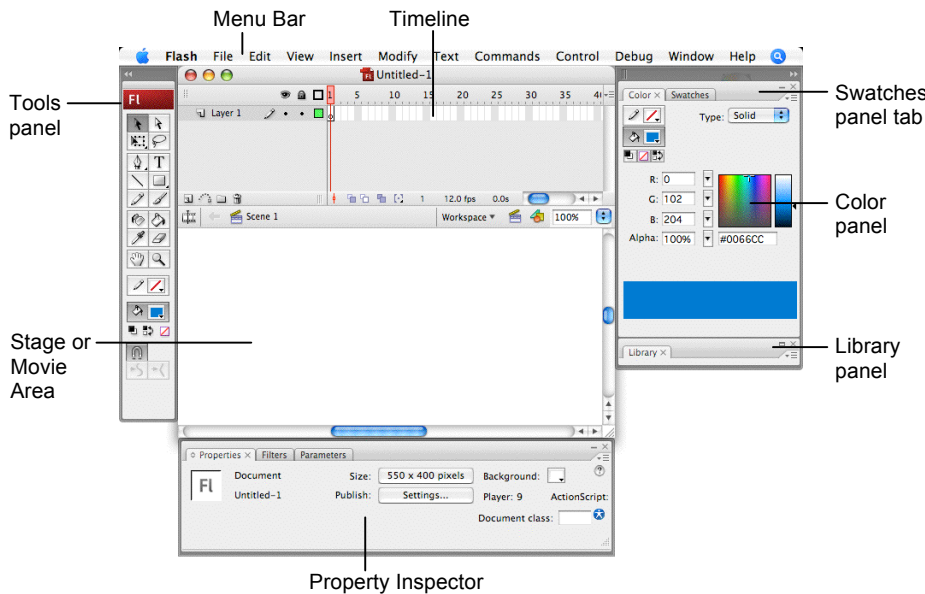 Menu Bar
Timeline
Flash File Edit View Insert Modify Text Commands Control Debug Window Help
Untitled-1
Tools panel
Fl
T
1 5 10 15 20 25 30 35
Layer 1
1 12.0 fps 0.0s
Scene 1
Workspace
100%
Color Swatches
Type: Solid
R: 0
G: 102
B: 204
Alpha: 100% #0066CC
Swatches panel tab
Color panel
Stage or Movie Area
Library
Library panel
Properties Filters Parameters
Fl
Document
Untitled-1
Size: 550 x 400 pixels
Publish: Settings...
Background:
Player: 9
ActionScript:
Document class:
Property Inspector